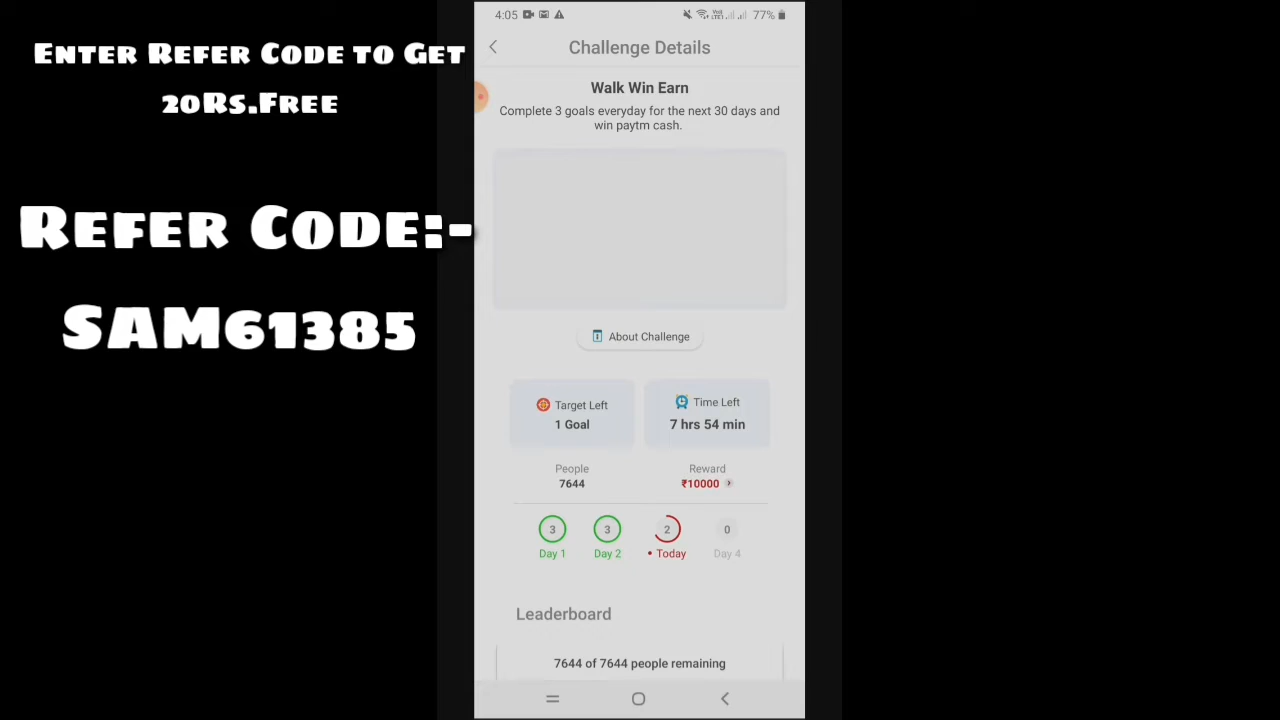 Enter Refer Code to Get
20Rs.Free
Refer Code:-
SAM61385
4:05
77%
Challenge Details
Walk Win Earn
Complete 3 goals everyday for the next 30 days and
win paytm cash.
About Challenge
Target Left
1 Goal
Time Left
7 hrs 54 min
People
7644
Reward
₹10000
3
3
2
0
Day 1
Day 2
• Today
Day 4
Leaderboard
7644 of 7644 people remaining